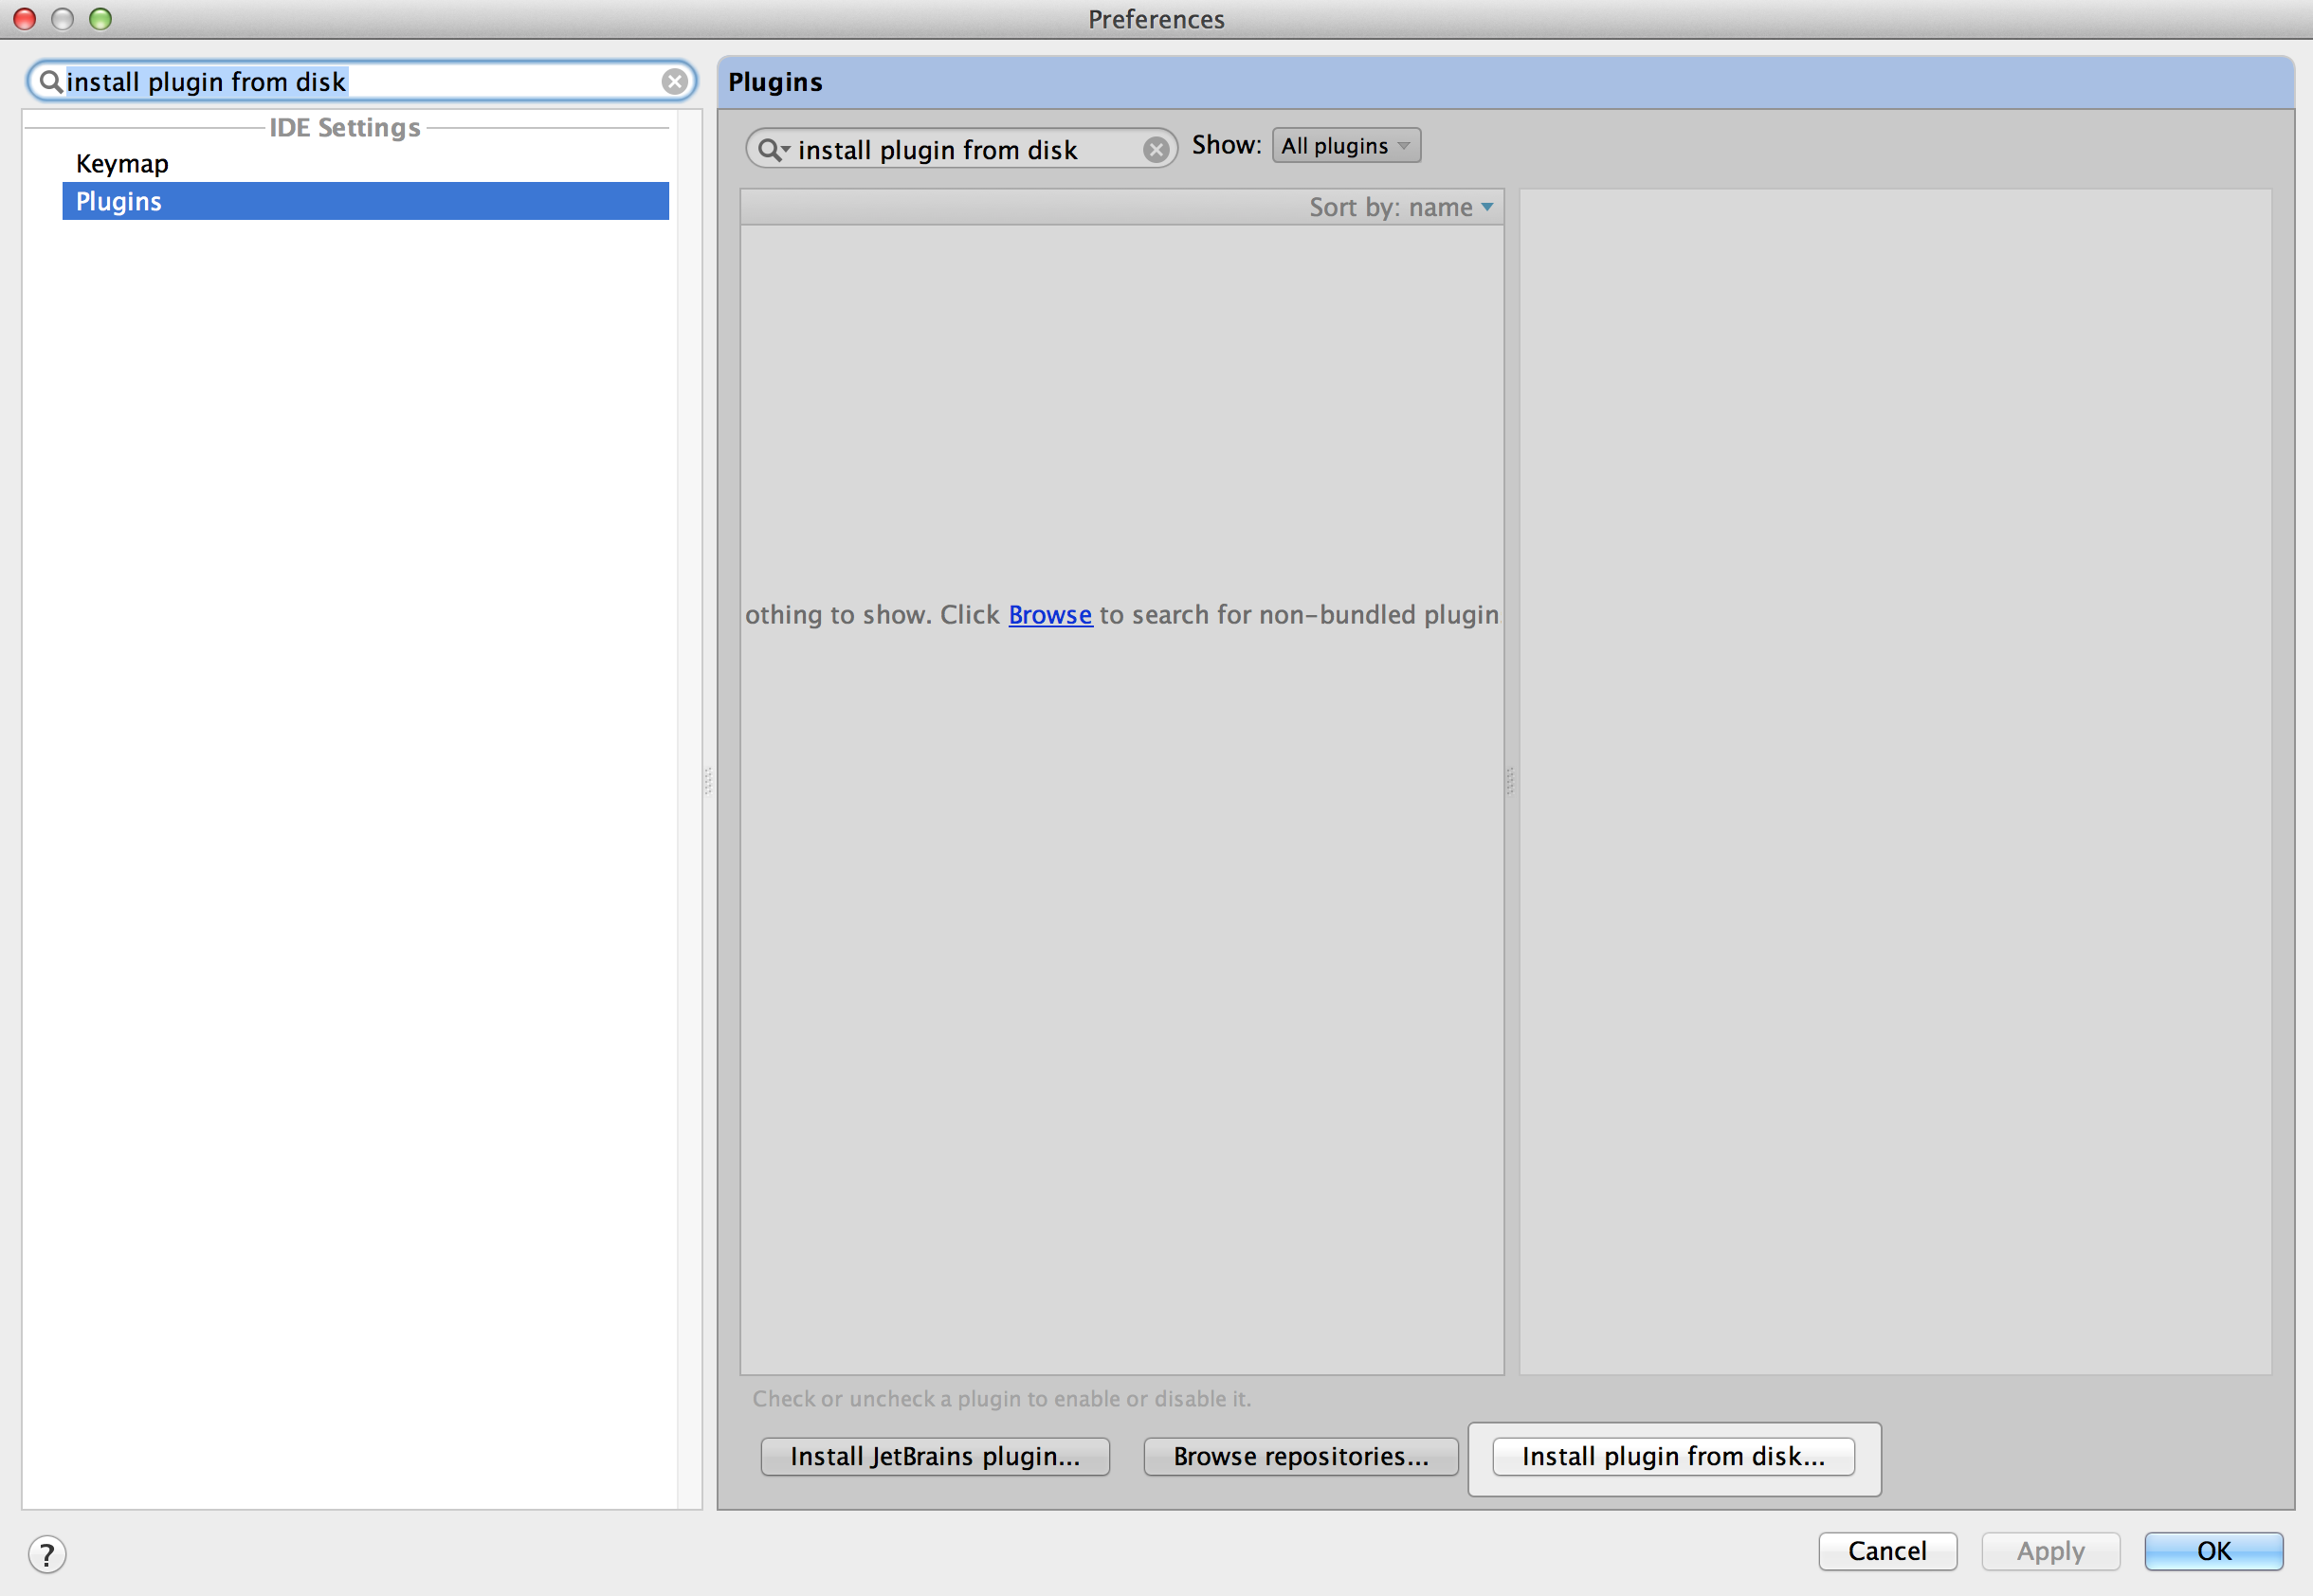 Preferences
install plugin from disk
IDE Settings
Keymap
Plugins
Plugins
install plugin from disk
Show: All plugins
Sort by: name
othing to show. Click Browse to search for non-bundled plugin
Check or uncheck a plugin to enable or disable it.
Install JetBrains plugin...
Browse repositories...
Install plugin from disk...
?
Cancel
Apply
OK